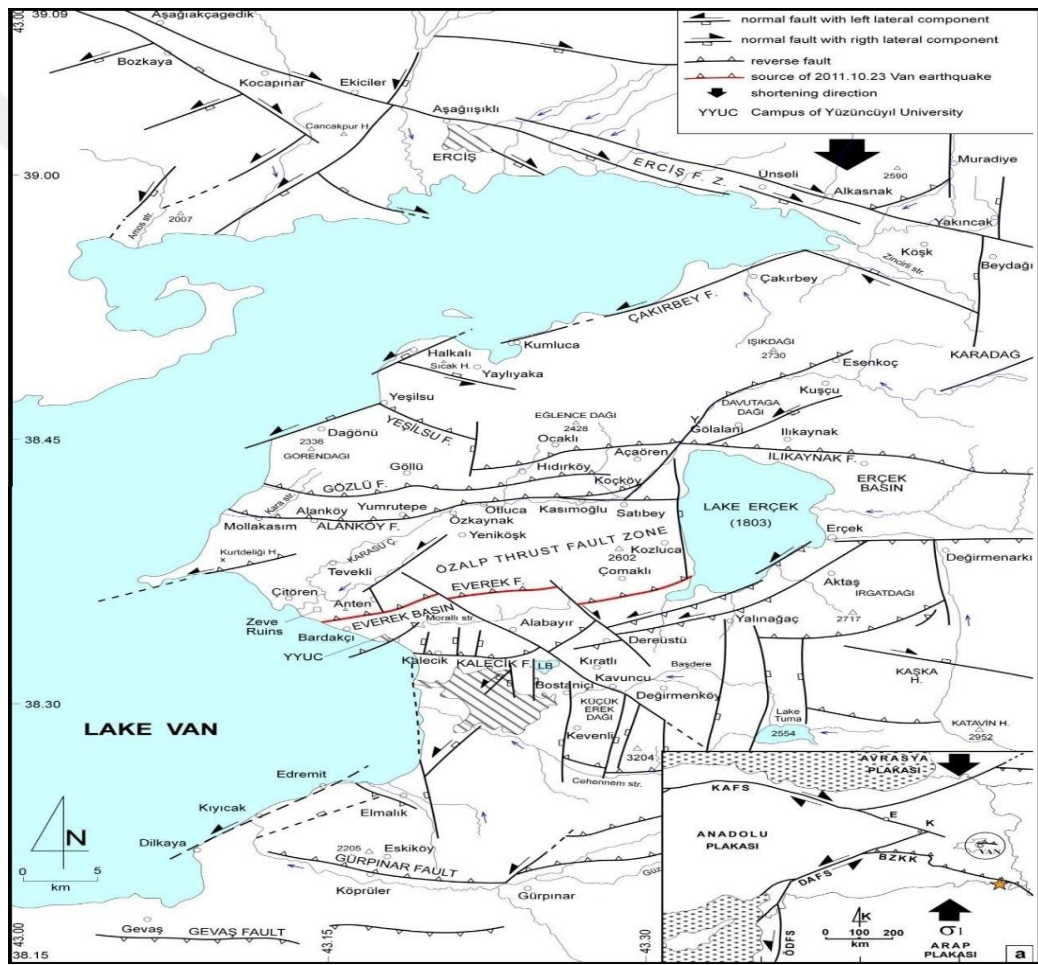 43.00
39.09
Aşağıakçagedik
Bozkaya
Kocapınar
Ekiciler
Cancakpur H.
Aşağıışıklı
ERCİŞ
normal fault with left lateral component
normal fault with rigth lateral component
reverse fault
source of 2011.10.23 Van earthquake
shortening direction
YYUC Campus of Yüzüncüyıl University
39.00
ERCİŞ F. Z.
Ünseli
2590
Muradiye
Alkasnak
Yakıncak
2007
Amos str.
Köşk
Zincirli str.
Beydağı
Çakırbey
ÇAKIRBEY F.
Kumluca
Halkalı
Sıcak H.
Yaylıyaka
IŞIKDAĞI
2730
Esenkoç
KARADAĞ
Kuşçu
Yeşilsu
YEŞİLSU F.
DAVUTAGA
DAĞI
EĞLENCE DAĞI
2428
Y.
Gölalanı
38.45
Dağönü
2336
GÖRENDAGI
Ocaklı
Ilıkaynak
Açaören
ILIKAYNAK F.
Göllü
Hıdırköy
GÖZLÜ F.
Koçköy
ERÇEK
BASIN
Kara str.
Alanköy
Yumrutepe
Otluca
Kasımoğlu
Satıbey
LAKE ERÇEK
(1803)
Mollakasım
ALANKÖY F.
Özkaynak
Yeniköşk
Erçek
Kurtdeliği H.
KARASU Ç.
ÖZALP THRUST FAULT ZONE
2602
Kozluca
Değirmenarkı
Tevekli
Çomaklı
Aktaş
Çitören
EVEREK F.
IRGATDAĞI
Anten
Zeve
Ruins
EVEREK BASIN
Morallı str.
2717
Bardakçı
Alabayır
Yalınağaç
YYUC
Dereüstü
Kalecik
KALECİK F.
LB
Kıratlı
Başdere
KAŞKA
H.
Bostaniçi
Kavuncu
Değirmenköy
38.30
KÜÇÜK
EREK
DAĞI
LAKE VAN
Lake
Tuma
2554
KATAVİN H.
2952
Kevenli
3204
Cehennem str.
Edremit
Kıyıcak
Elmalık
N
Dilkaya
2205
Eskiköy
GÜRPINAR FAULT
0 5
km
Köprüler
Gürpınar
Gevaş
GEVAŞ FAULT
43.00
38.15
43.15
43.30
AVRASYA
PLAKASI
KAFS
E
K
ANADOLU
PLAKASI
VAN
BZKK
DAFS
K
0 100 200
km
σ1
ARAP
PLAKASI
ÖDFS
a